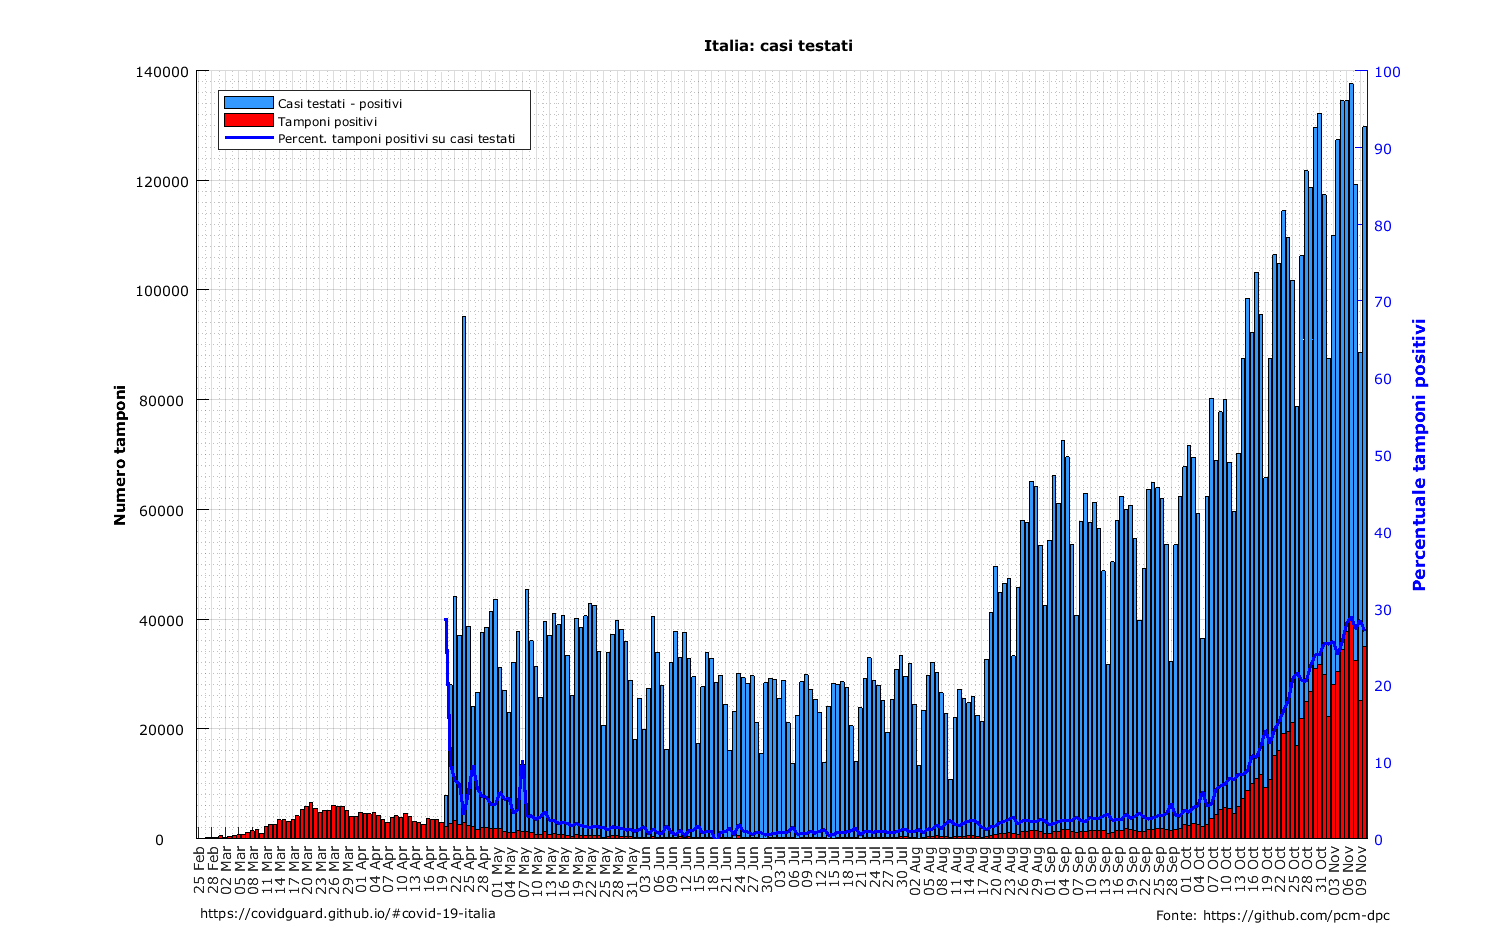 Italia: casi testati
140000
120000
100000
80000
60000
40000
20000
0
Numero tamponi
Casi testati - positivi
Tamponi positivi
Percent. tamponi positivi su casi testati
100
90
80
70
60
50
40
30
20
10
0
Percentuale tamponi positivi
25 Feb
28 Feb
02 Mar
05 Mar
08 Mar
11 Mar
14 Mar
17 Mar
20 Mar
23 Mar
26 Mar
29 Mar
01 Apr
04 Apr
07 Apr
10 Apr
13 Apr
16 Apr
19 Apr
22 Apr
25 Apr
28 Apr
01 May
04 May
07 May
10 May
13 May
16 May
19 May
22 May
25 May
28 May
31 May
03 Jun
06 Jun
09 Jun
12 Jun
15 Jun
18 Jun
21 Jun
24 Jun
27 Jun
30 Jun
03 Jul
06 Jul
09 Jul
12 Jul
15 Jul
18 Jul
21 Jul
24 Jul
27 Jul
30 Jul
02 Aug
05 Aug
08 Aug
11 Aug
14 Aug
17 Aug
20 Aug
23 Aug
26 Aug
29 Aug
01 Sep
04 Sep
07 Sep
10 Sep
13 Sep
16 Sep
19 Sep
22 Sep
25 Sep
28 Sep
01 Oct
04 Oct
07 Oct
10 Oct
13 Oct
16 Oct
19 Oct
22 Oct
25 Oct
28 Oct
31 Oct
03 Nov
06 Nov
09 Nov
https://covidguard.github.io/#covid-19-italia
Fonte: https://github.com/pcm-dpc